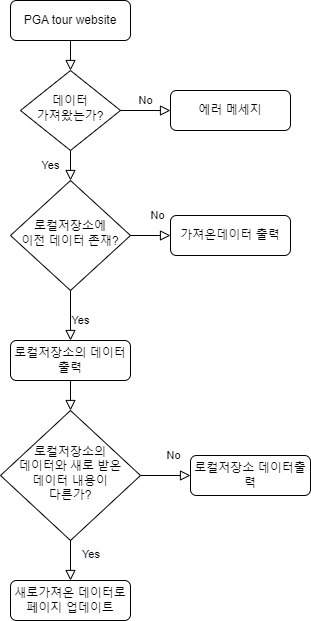 PGA tour website
데이터
가져왔는가?
No
에러 메세지
Yes
로컬저장소에
이전 데이터 존재?
No
가져온데이터 출력
Yes
로컬저장소의 데이터
출력
로컬저장소의
데이터와 새로 받은
데이터 내용이
다른가?
No
로컬저장소 데이터출
력
Yes
새로가져온 데이터로
페이지 업데이트